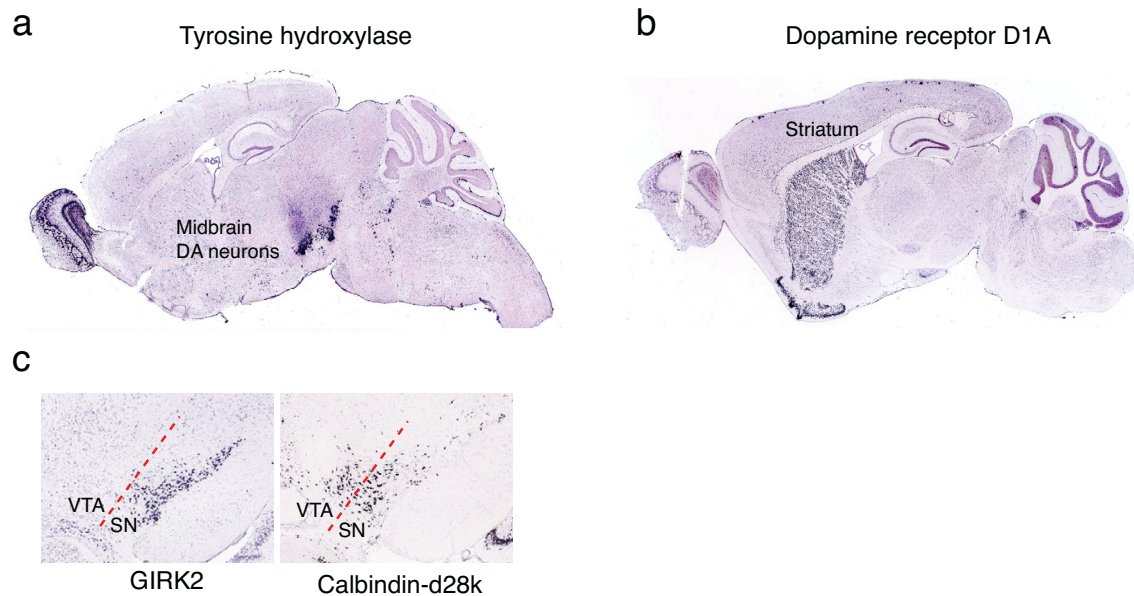 a
Tyrosine hydroxylase
Midbrain
DA neurons
b
Dopamine receptor D1A
Striatum
c
VTA
SN
GIRK2
VTA
SN
Calbindin-d28k